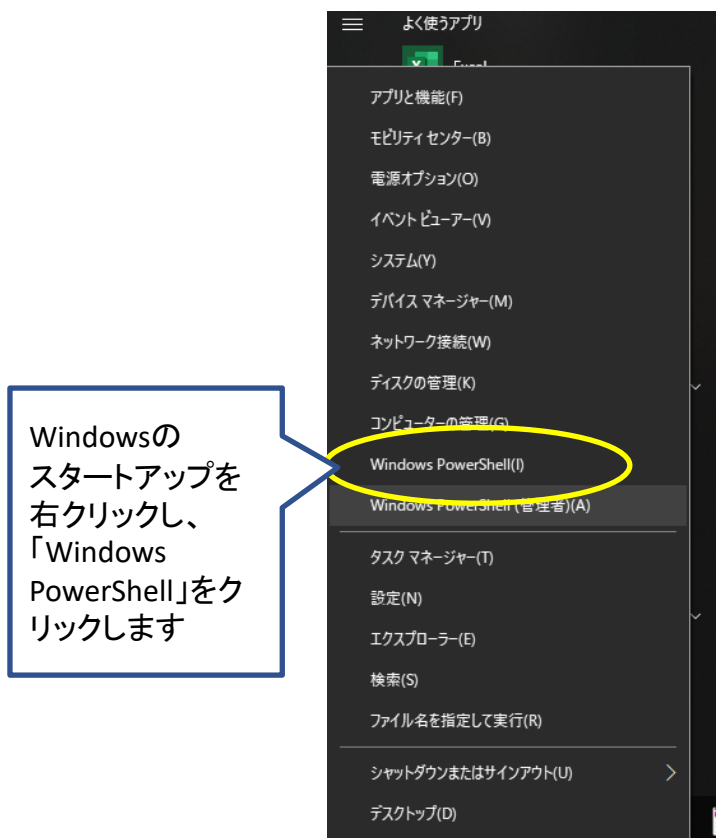 よく使うアプリ
Excel
アプリと機能(F)
モビリティ センター(B)
電源オプション(O)
イベント ビューアー(V)
システム(Y)
デバイス マネージャー(M)
ネットワーク接続(W)
ディスクの管理(K)
コンピューターの管理(G)
Windows PowerShell(I)
Windows PowerShell (管理者)(A)
タスク マネージャー(T)
設定(N)
エクスプローラー(E)
検索(S)
ファイル名を指定して実行(R)
シャットダウンまたはサインアウト(U)
デスクトップ(D)
Windowsの
スタートアップを
右クリックし、
「Windows
PowerShell」をク
リックします